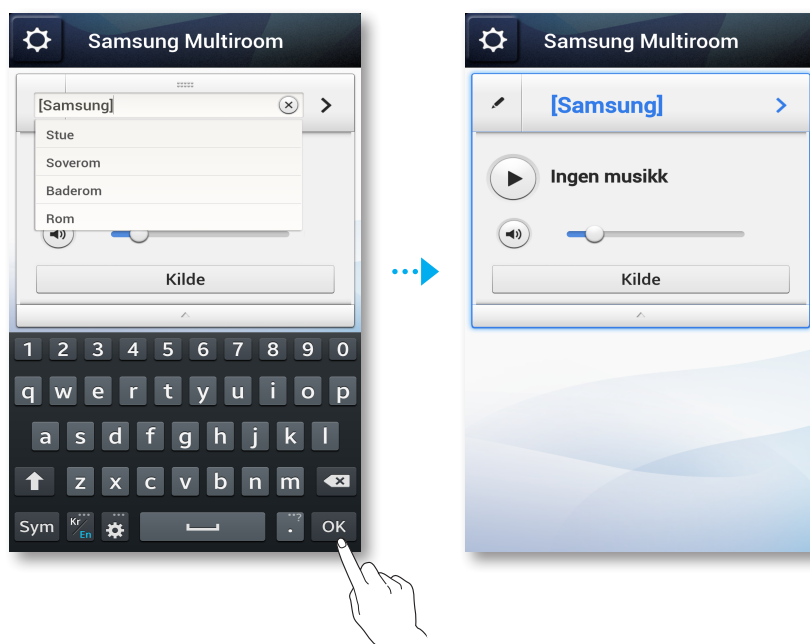 Samsung Multiroom
[Samsung]
Stue
Soverom
Baderom
Rom
Kilde
1 2 3 4 5 6 7 8 9 0
q w e r t y u i o p
a s d f g h j k l
z x c v b n m
Sym Kr/En . ...? OK
Samsung Multiroom
[Samsung]
Ingen musikk
Kilde